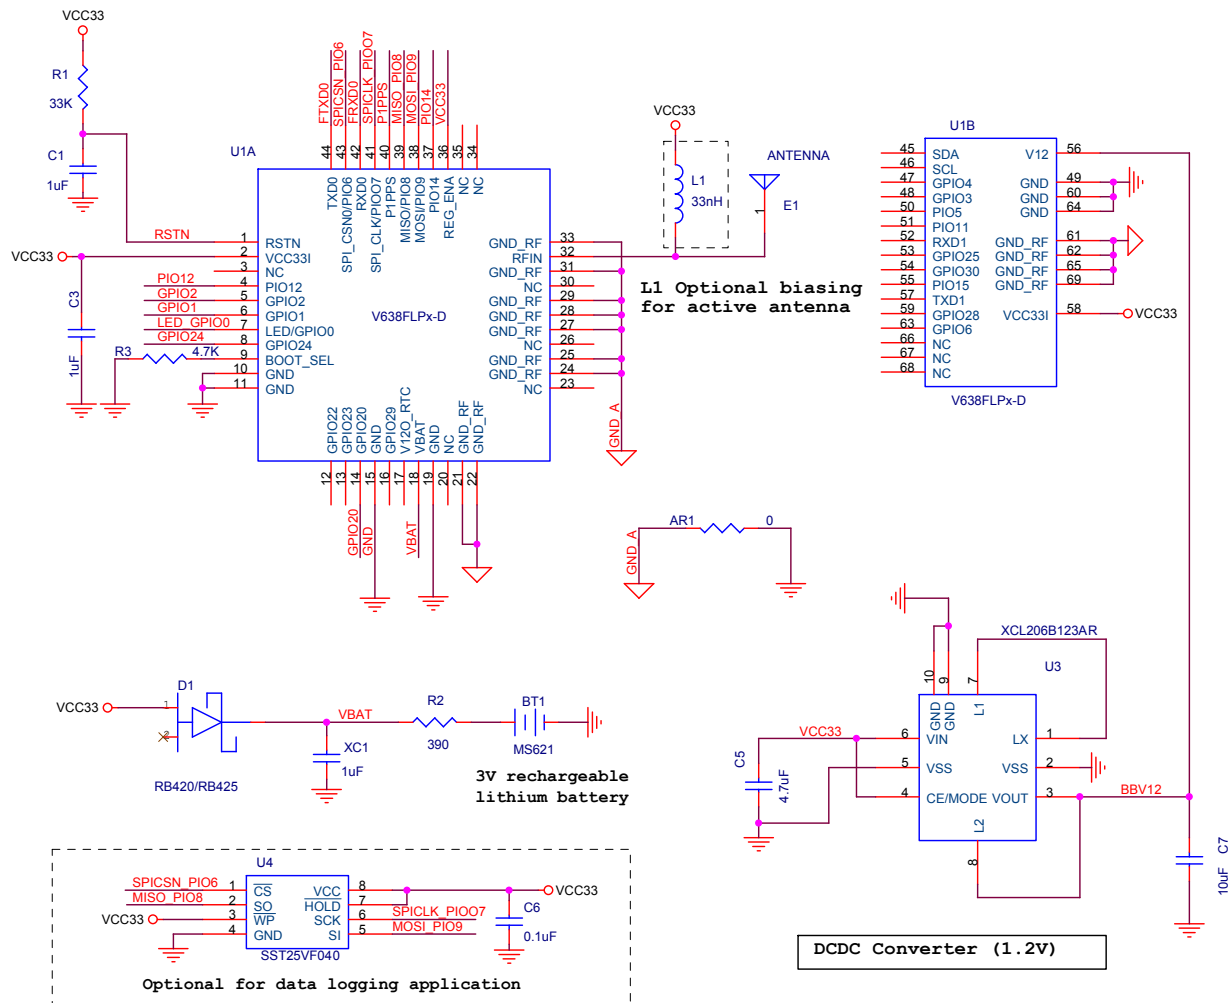 VCC33
R1
33K
C1
1uF
RSTN
VCC33
C3
1uF
PIO12
GPIO2
GPIO1
LED_GPIO0
GPIO24
R3
4.7K
FTXD0
SPICSN_PIO6
FRXD0
SPICLK_PIOO7
P1PPS
MISO_PIO8
MOSI_PIO9
PIO14
VCC33
44 43 42 41 40 39 38 37 36 35 34
U1A
TXD0
SPI_CSN0/PIO6
RXD0
SPI_CLK/PIOO7
P1PPS
MISO/PIO8
MOSI/PIO9
PIO14
REG_ENA
NC
NC
1 RSTN
2 VCC33I
3 NC
4 PIO12
5 GPIO2
6 GPIO1
7 LED/GPIO0
8 GPIO24
9 BOOT_SEL
10 GND
11 GND
V638FLPx-D
GND_RF 33
RFIN 32
GND_RF 31
NC 30
GND_RF 29
GND_RF 28
GND_RF 27
NC 26
GND_RF 25
GND_RF 24
NC 23
GPIO22
GPIO23
GPIO20
GND
GPIO29
V12O_RTC
VBAT
GND
NC
GND_RF
GND_RF
12 13 14 15 16 17 18 19 20 21 22
GPIO20
GND
VBAT
GND_A
VCC33
L1
33nH
ANTENNA
1
E1
L1 Optional biasing
for active antenna
U1B
45 SDA
46 SCL
47 GPIO4
48 GPIO3
50 PIO5
51 PIO11
52 RXD1
53 GPIO25
54 GPIO30
55 PIO15
57 TXD1
59 GPIO28
63 GPIO6
66 NC
67 NC
68 NC
V12 56
GND 49
GND 60
GND 64
GND_RF 61
GND_RF 62
GND_RF 65
GND_RF 69
VCC33I 58
VCC33
V638FLPx-D
AR1
0
GND_A
XCL206B123AR
U3
10 9 7
GND
GND
L1
VCC33
6 VIN
5 VSS
4 CE/MODE
LX 1
VSS 2
VOUT 3
L2
8
BBV12
C5
4.7uF
C7
10uF
DCDC Converter (1.2V)
VCC33
D1
1
2
RB420/RB425
VBAT
XC1
1uF
R2
390
BT1
MS621
3V rechargeable
lithium battery
U4
SPICSN_PIO6
MISO_PIO8
VCC33
1 CS
2 SO
3 WP
4 GND
VCC 8
HOLD 7
SCK 6
SI 5
SPICLK_PIOO7
MOSI_PIO9
VCC33
C6
0.1uF
SST25VF040
Optional for data logging application